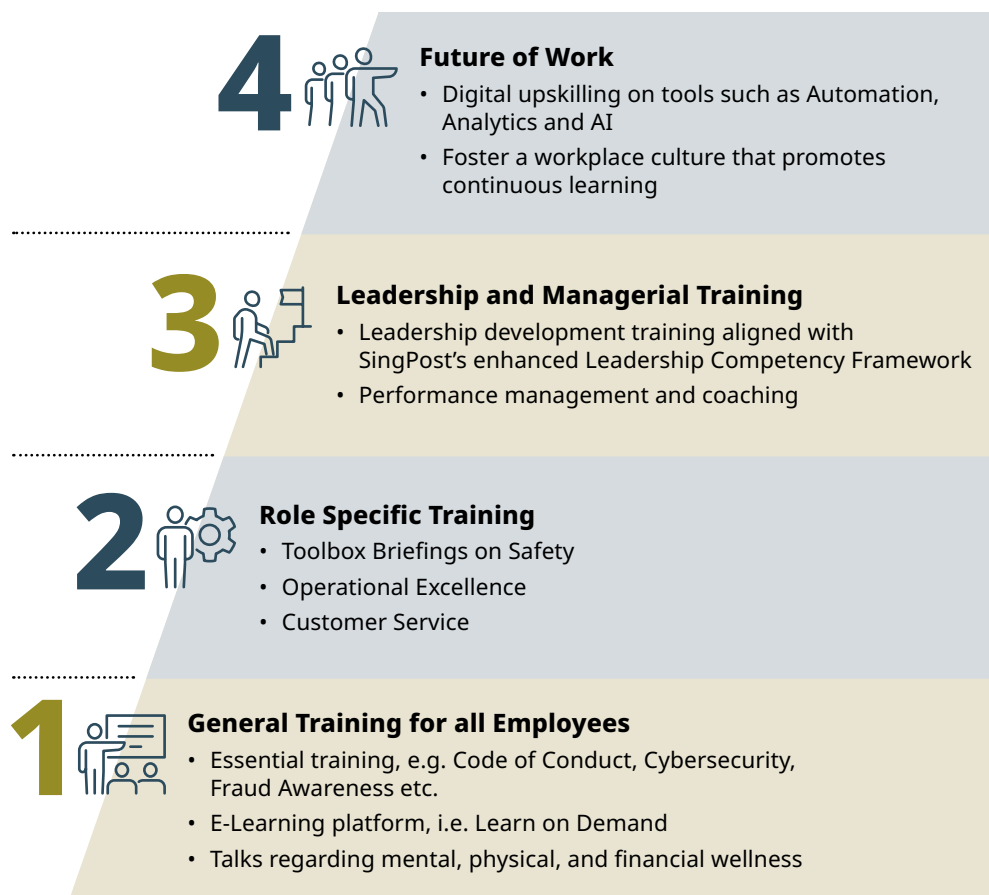 4
Future of Work
• Digital upskilling on tools such as Automation,
Analytics and AI
• Foster a workplace culture that promotes
continuous learning
3
Leadership and Managerial Training
• Leadership development training aligned with
SingPost’s enhanced Leadership Competency Framework
• Performance management and coaching
2
Role Specific Training
• Toolbox Briefings on Safety
• Operational Excellence
• Customer Service
1
General Training for all Employees
• Essential training, e.g. Code of Conduct, Cybersecurity,
Fraud Awareness etc.
• E-Learning platform, i.e. Learn on Demand
• Talks regarding mental, physical, and financial wellness